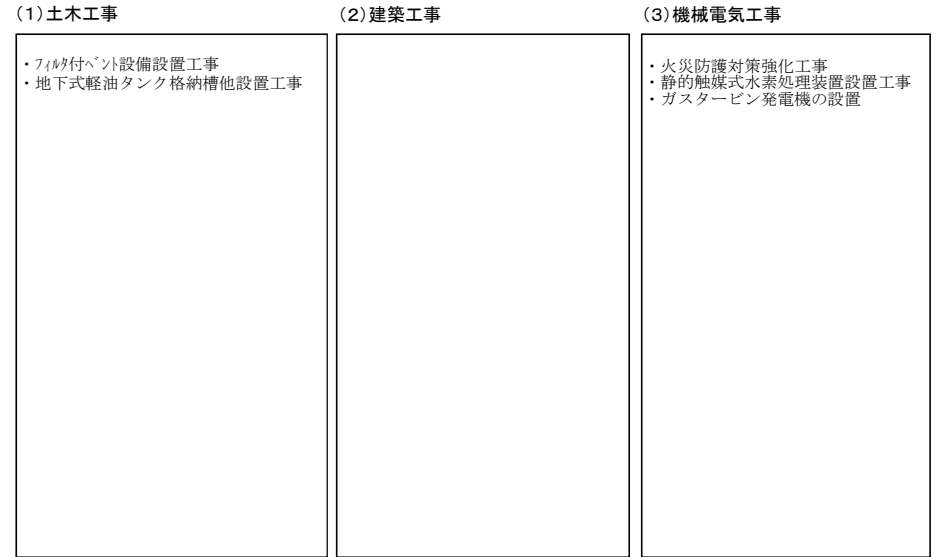 (1)土木工事
・ﾌｨﾙﾀ付ﾍﾞﾝﾄ設備設置工事
・地下式軽油タンク格納槽他設置工事
(2)建築工事
(3)機械電気工事
・火災防護対策強化工事
・静的触媒式水素処理装置設置工事
・ガスタービン発電機の設置